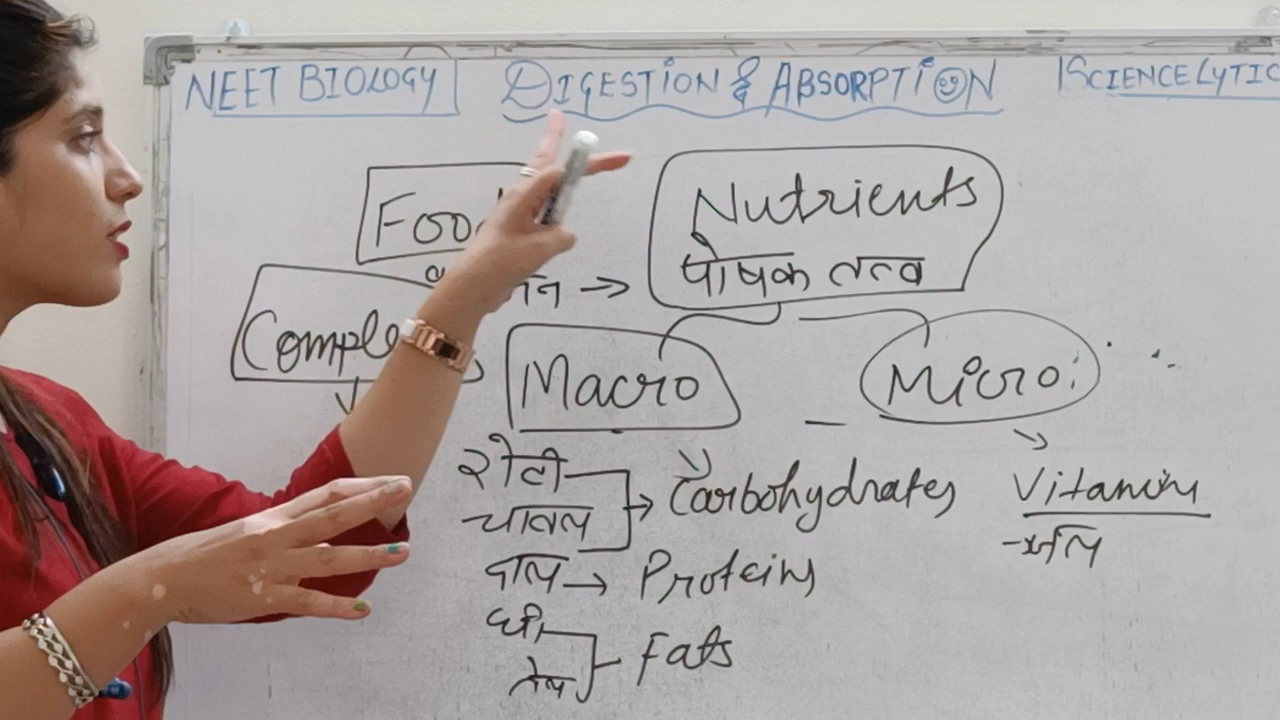 NEET BIOLOGY
DIGESTION & ABSORPTION
SCIENCELYTIC
Nutrients
पोषक तत्व
→
Macro
Micro
रोटी
चावल
→ Carbohydrates
दाल → Proteins
घी
तेल
Fats
Vitamin